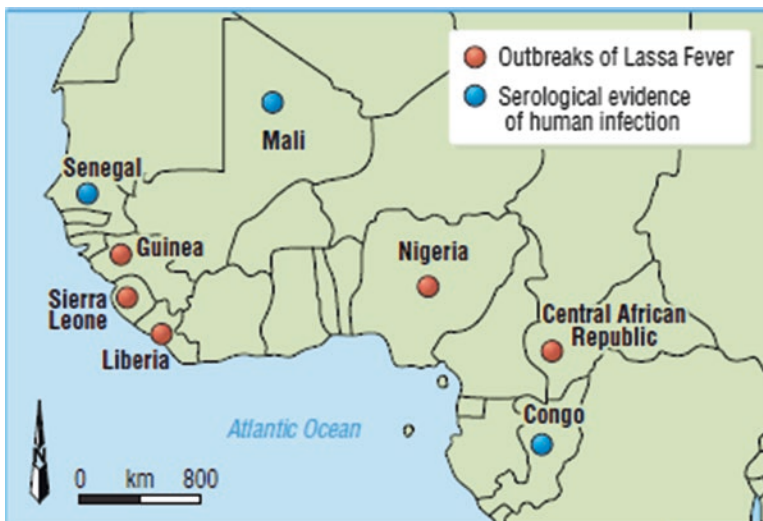 Outbreaks of Lassa Fever
Serological evidence
of human infection
Mali
Senegal
Guinea
Nigeria
Sierra
Leone
Central African
Republic
Liberia
Congo
Atlantic Ocean
N
0 km 800